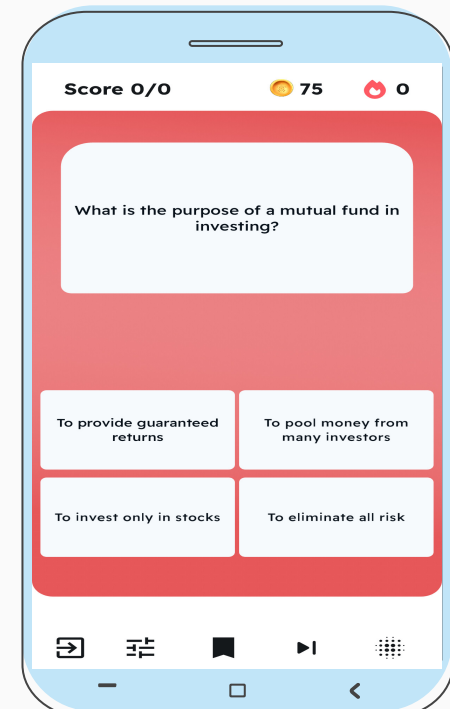 Score 0/0
75
0
What is the purpose of a mutual fund in
investing?
To provide guaranteed
returns
To pool money from
many investors
To invest only in stocks
To eliminate all risk